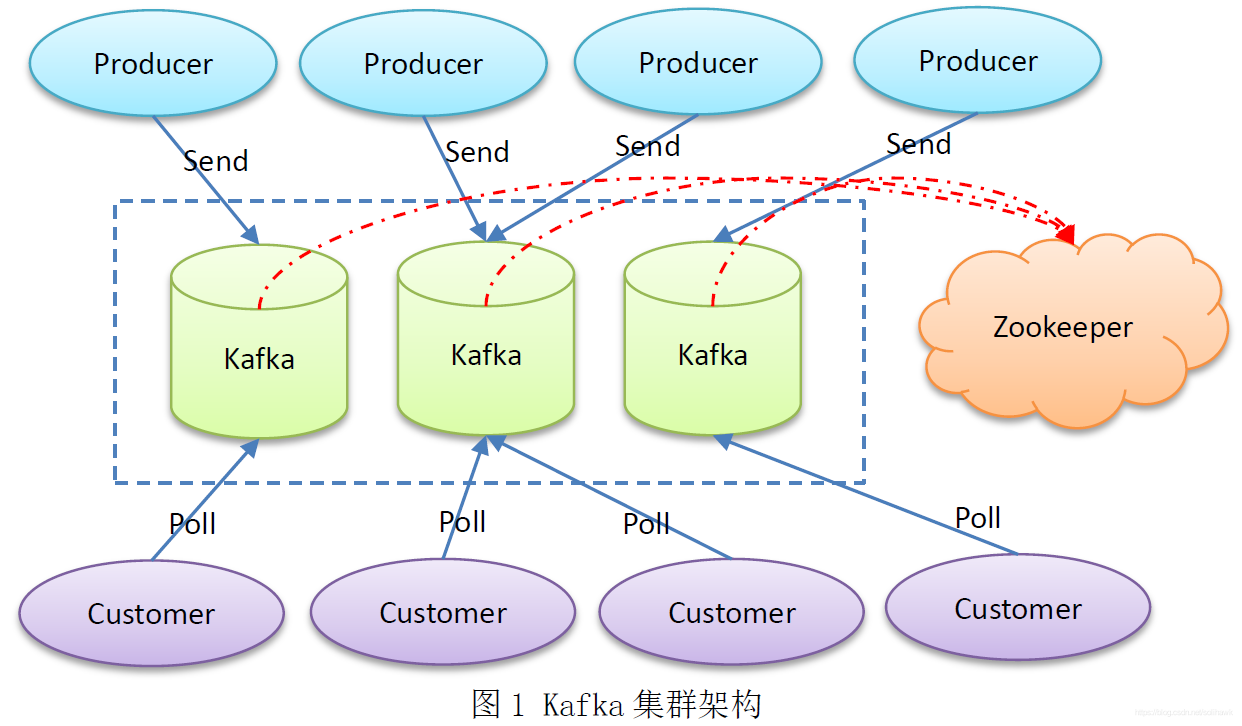 Producer Producer Producer Producer
Send Send Send Send
Kafka Kafka Kafka Zookeeper
Poll Poll Poll Poll
Customer Customer Customer Customer
图 1 Kafka 集群架构